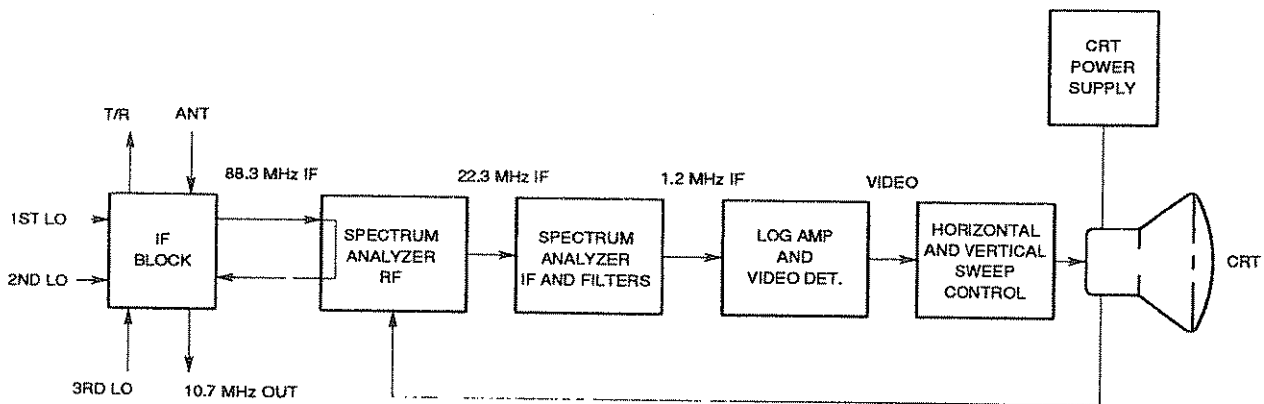 CRT
POWER
SUPPLY
T/R
ANT
88.3 MHz IF
22.3 MHz IF
1.2 MHz IF
VIDEO
1ST LO
2ND LO
IF
BLOCK
SPECTRUM
ANALYZER
RF
SPECTRUM
ANALYZER
IF AND FILTERS
LOG AMP
AND
VIDEO DET.
HORIZONTAL
AND VERTICAL
SWEEP
CONTROL
CRT
3RD LO
10.7 MHz OUT